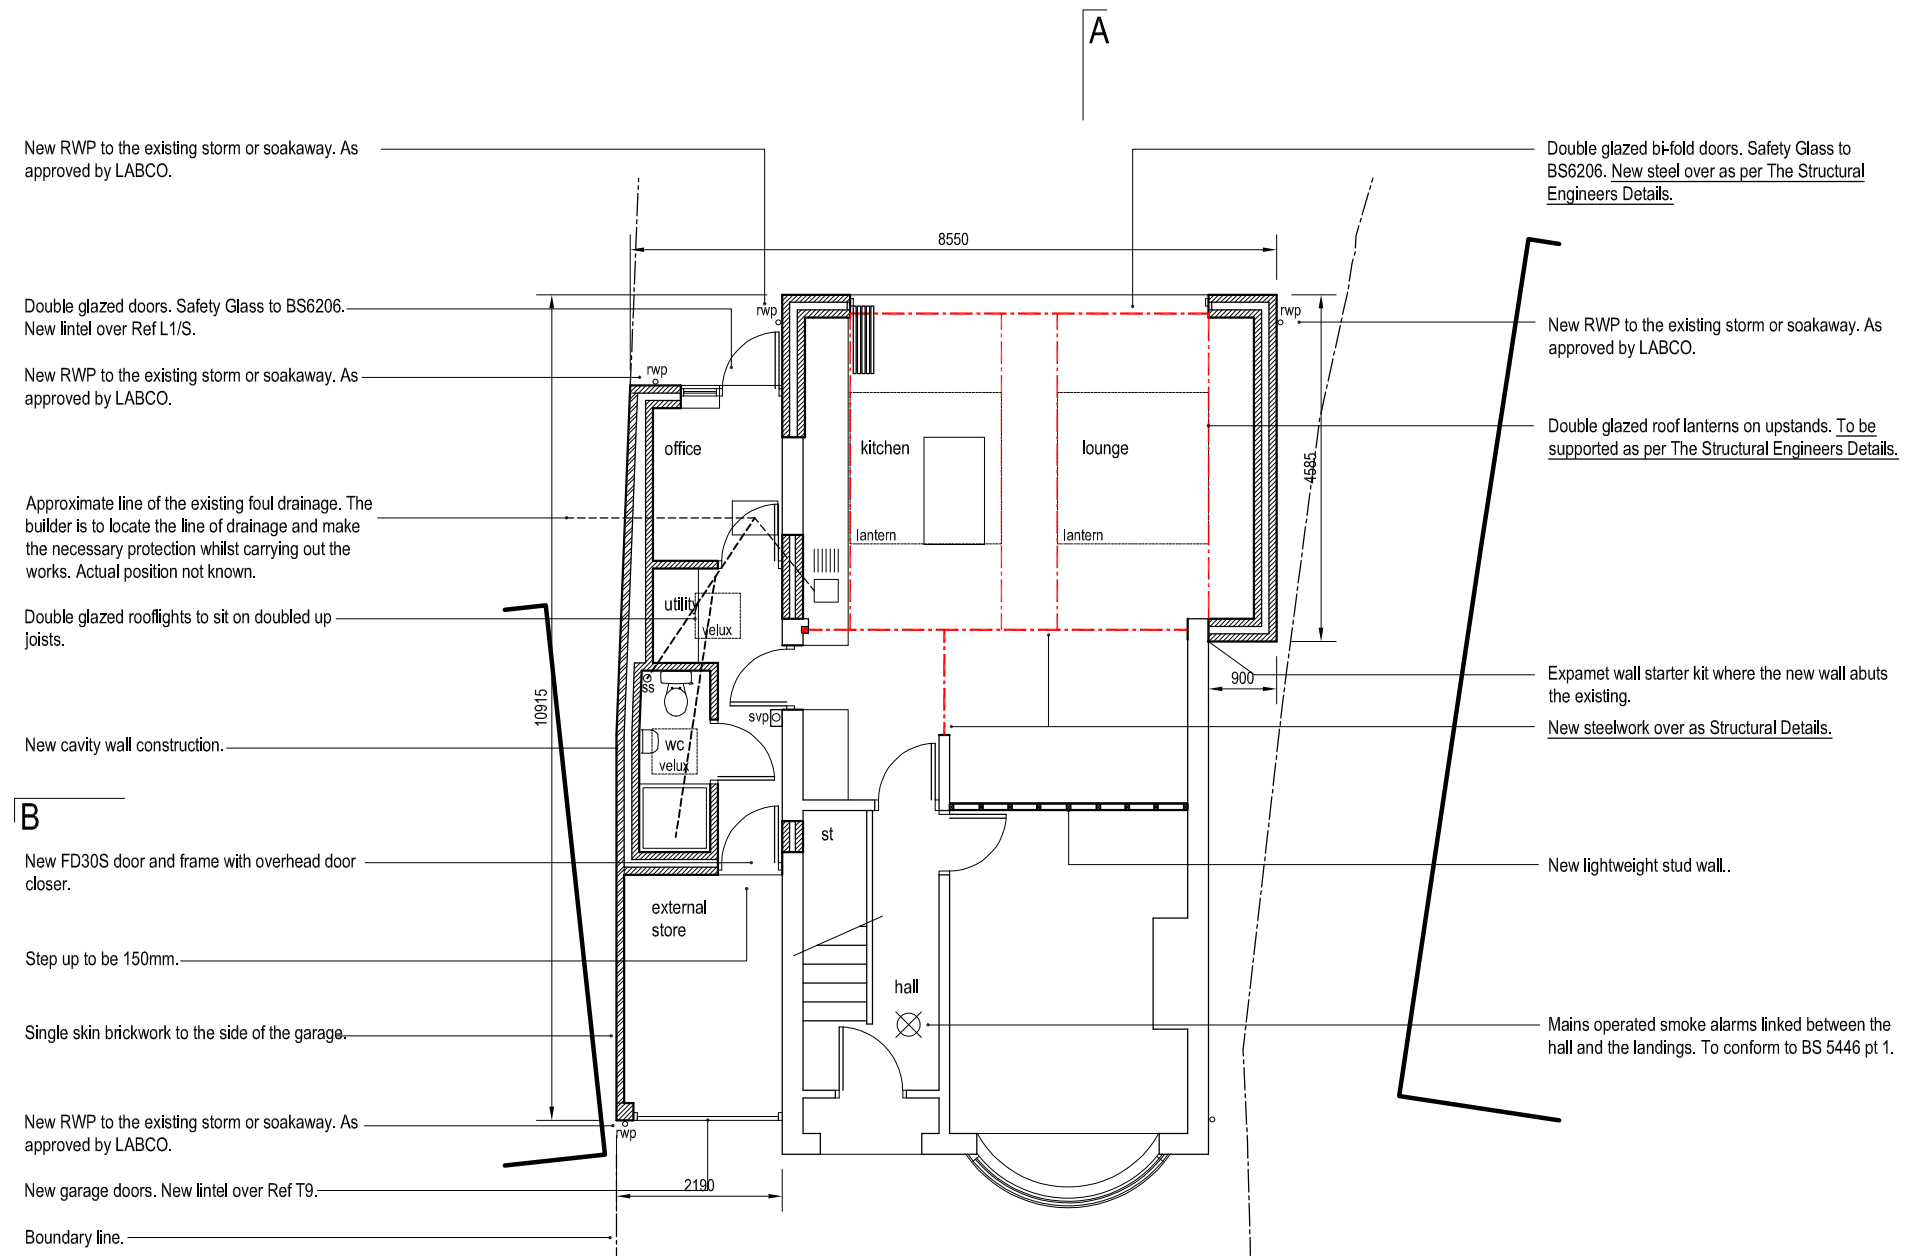 A
New RWP to the existing storm or soakaway. As
approved by LABCO.
Double glazed doors. Safety Glass to BS6206.
New lintel over Ref L1/S.
New RWP to the existing storm or soakaway. As
approved by LABCO.
Approximate line of the existing foul drainage. The
builder is to locate the line of drainage and make
the necessary protection whilst carrying out the
works. Actual position not known.
Double glazed rooflights to sit on doubled up
joists.
New cavity wall construction.
B
New FD30S door and frame with overhead door
closer.
Step up to be 150mm.
Single skin brickwork to the side of the garage.
New RWP to the existing storm or soakaway. As
approved by LABCO.
New garage doors. New lintel over Ref T9.
Boundary line.
8550
rwp
rwp
rwp
office
kitchen
lounge
4585
lantern
lantern
utility
velux
ss
10915
svp
wc
velux
900
st
external
store
hall
rwp
2190
Double glazed bi-fold doors. Safety Glass to
BS6206. New steel over as per The Structural
Engineers Details.
New RWP to the existing storm or soakaway. As
approved by LABCO.
Double glazed roof lanterns on upstands. To be
supported as per The Structural Engineers Details.
Expamet wall starter kit where the new wall abuts
the existing.
New steelwork over as Structural Details.
New lightweight stud wall..
Mains operated smoke alarms linked between the
hall and the landings. To conform to BS 5446 pt 1.